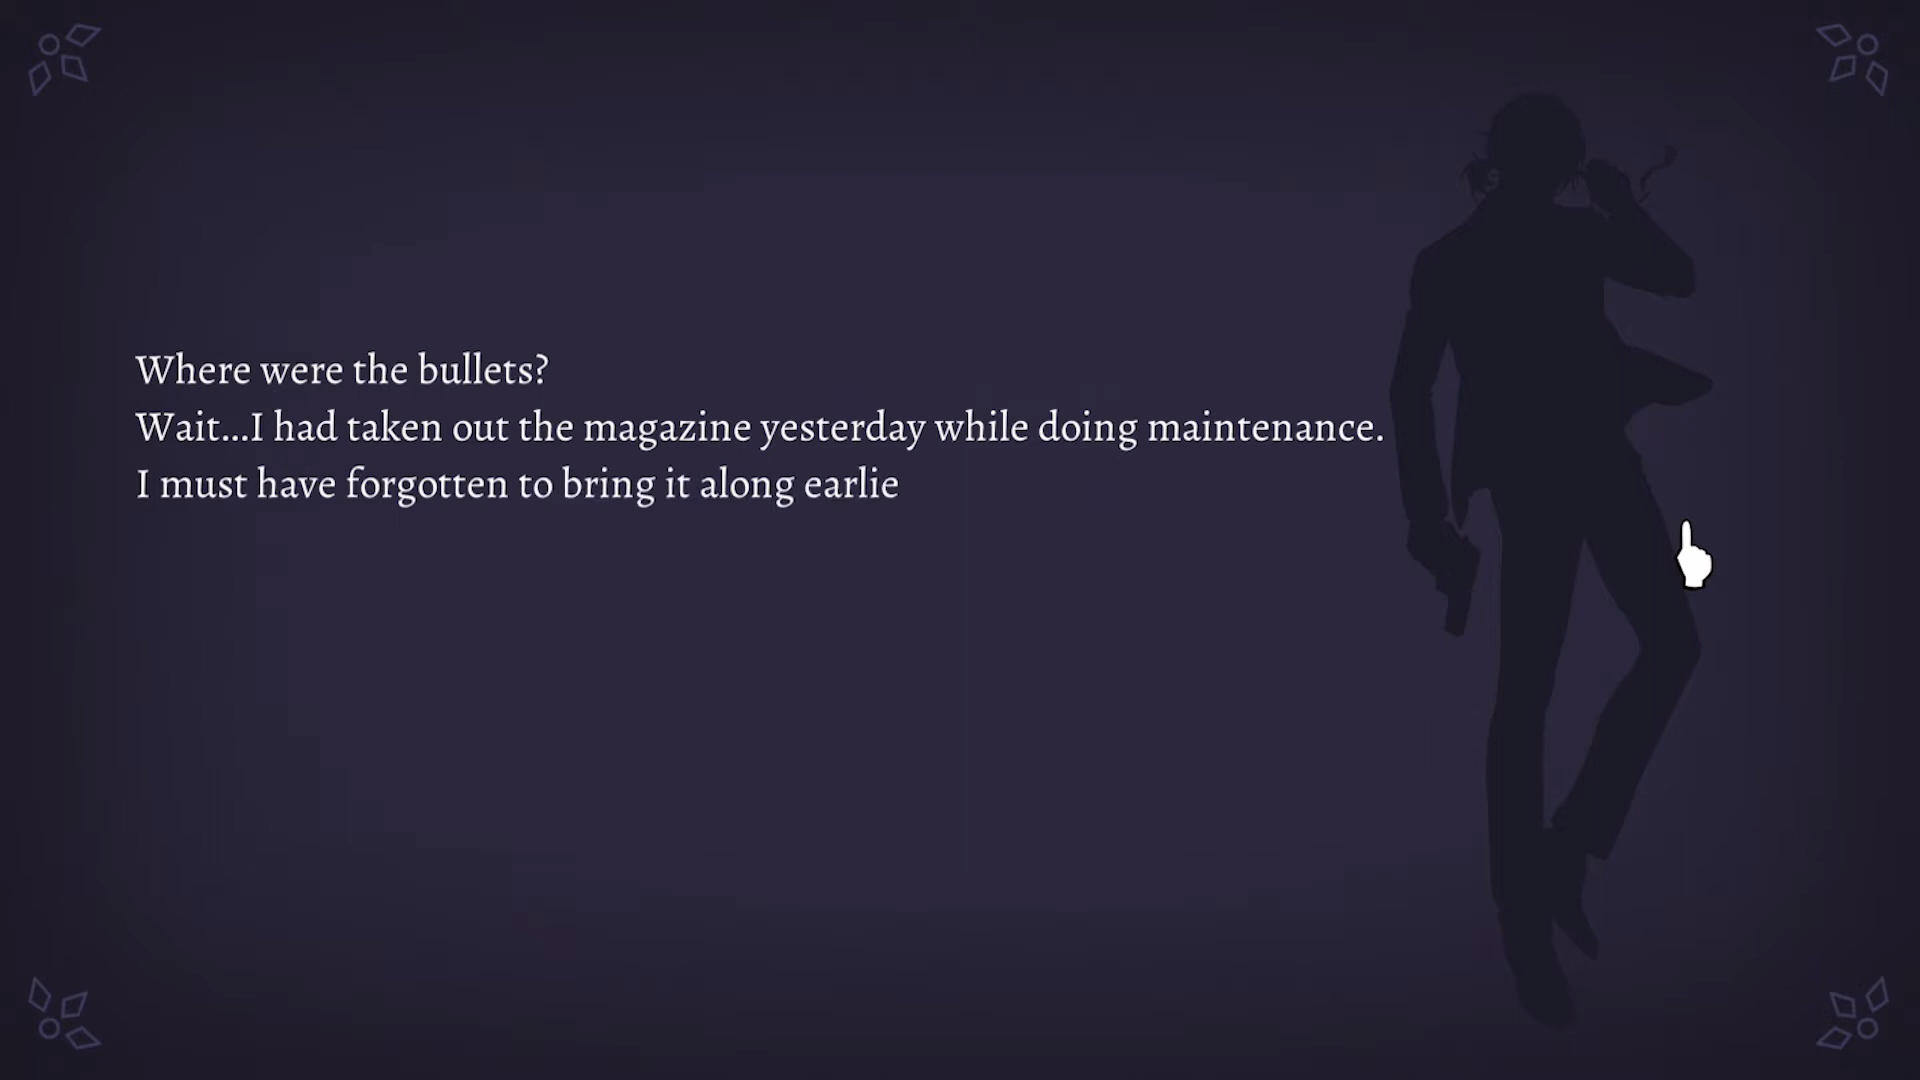 Where were the bullets?
Wait...I had taken out the magazine yesterday while doing maintenance.
I must have forgotten to bring it along earlie